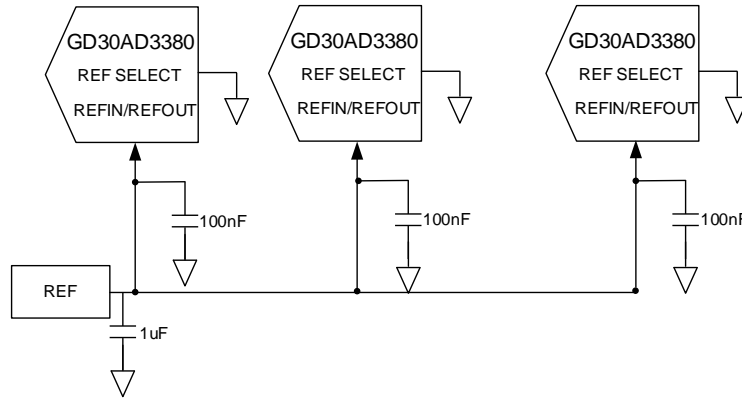 GD30AD3380
REF SELECT
REFIN/REFOUT
GD30AD3380
REF SELECT
REFIN/REFOUT
GD30AD3380
REF SELECT
REFIN/REFOUT
100nF
100nF
100nF
REF
1uF